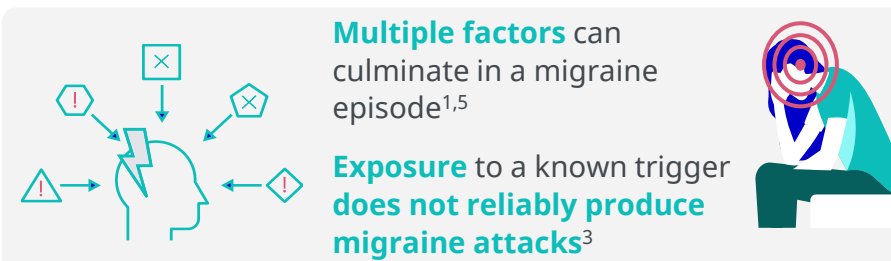 Multiple factors can
culminate in a migraine
episode1,5
Exposure to a known trigger
does not reliably produce
migraine attacks3